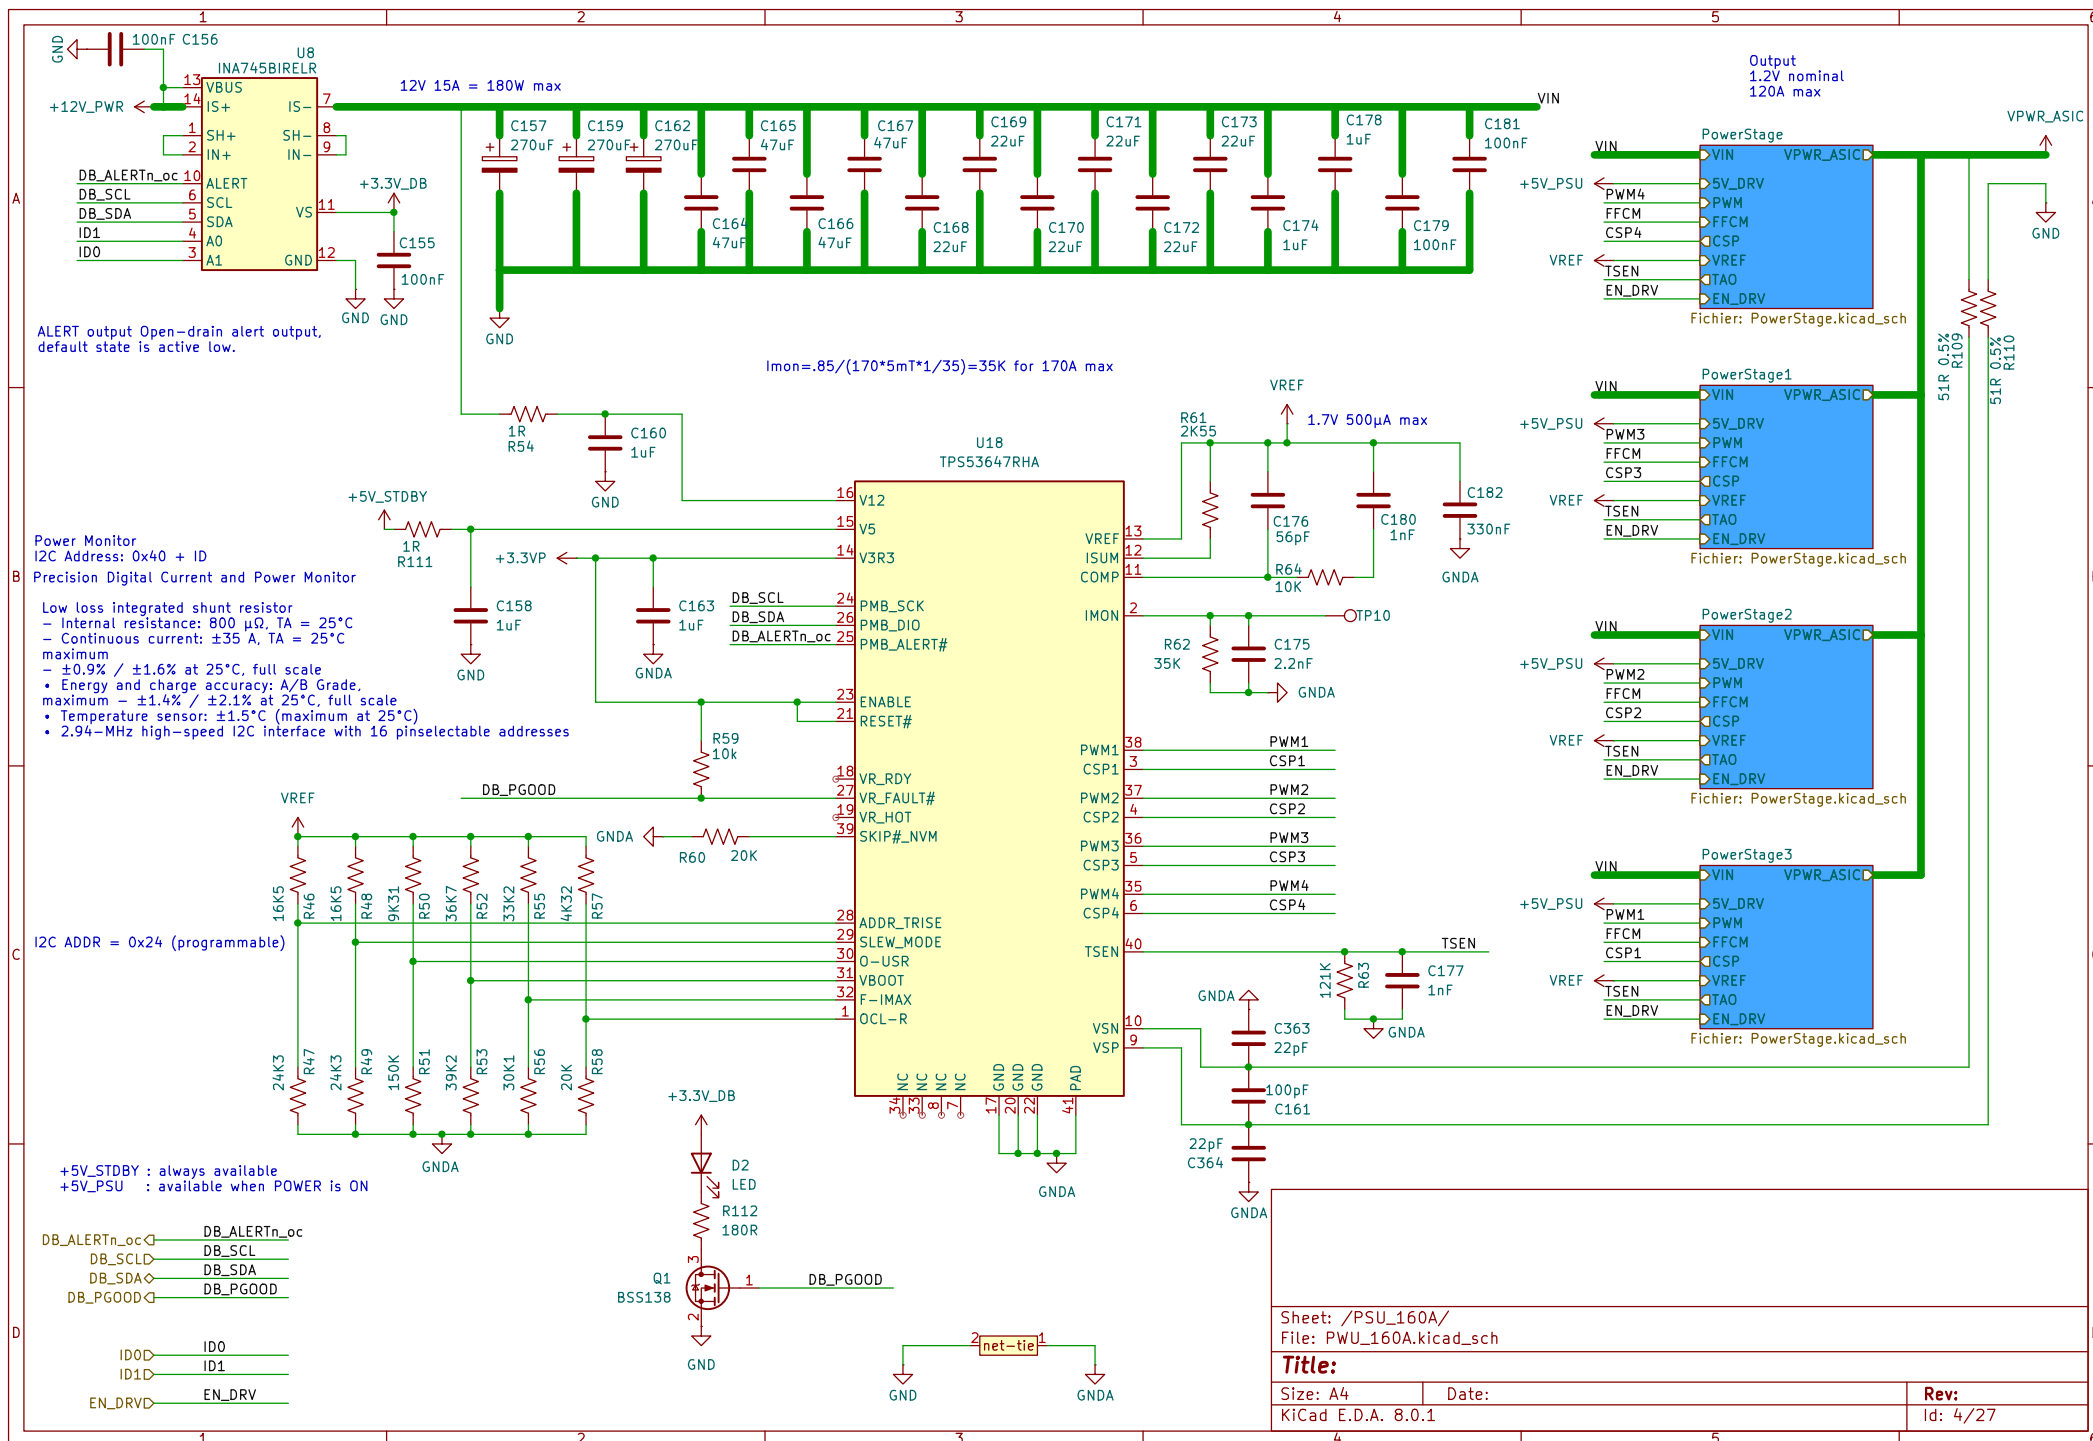 1
2
3
4
5
6
A
B
C
D
100nF C156
GND
U8
INA745BIRELR
+12V_PWR
13 VBUS
14 IS+
IS- 7
1 SH+
SH- 8
2 IN+
IN- 9
DB_ALERTn_oc 10 ALERT
DB_SCL 6 SCL
DB_SDA 5 SDA
ID1 4 A0
ID0 3 A1
VS 11
GND 12
+3.3V_DB
C155
100nF
GND
GND
ALERT output Open-drain alert output,
default state is active low.
12V 15A = 180W max
VIN
C157
270uF
C159
270uF
C162
270uF
C164
47uF
C165
47uF
C166
47uF
C167
47uF
C168
22uF
C169
22uF
C170
22uF
C171
22uF
C172
22uF
C173
22uF
C174
1uF
C178
1uF
C179
100nF
C181
100nF
GND
Output
1.2V nominal
120A max
VPWR_ASIC
GND
51R 0.5%
R109
51R 0.5%
R110
PowerStage
VIN
VIN
VPWR_ASIC
+5V_PSU
5V_DRV
PWM4
PWM
FFCM
FFCM
CSP4
CSP
VREF
VREF
TSEN
TAO
EN_DRV
EN_DRV
Fichier: PowerStage.kicad_sch
PowerStage1
VIN
VIN
VPWR_ASIC
+5V_PSU
5V_DRV
PWM3
PWM
FFCM
FFCM
CSP3
CSP
VREF
VREF
TSEN
TAO
EN_DRV
EN_DRV
Fichier: PowerStage.kicad_sch
PowerStage2
VIN
VIN
VPWR_ASIC
+5V_PSU
5V_DRV
PWM2
PWM
FFCM
FFCM
CSP2
CSP
VREF
VREF
TSEN
TAO
EN_DRV
EN_DRV
Fichier: PowerStage.kicad_sch
PowerStage3
VIN
VIN
VPWR_ASIC
+5V_PSU
5V_DRV
PWM1
PWM
FFCM
FFCM
CSP1
CSP
VREF
VREF
TSEN
TAO
EN_DRV
EN_DRV
Fichier: PowerStage.kicad_sch
Imon=.85/(170*5mT*1/35)=35K for 170A max
1R
R54
C160
1uF
GND
+5V_STDBY
1R
R111
C158
1uF
GND
+3.3VP
C163
1uF
GNDA
Power Monitor
I2C Address: 0x40 + ID
Precision Digital Current and Power Monitor
Low loss integrated shunt resistor
- Internal resistance: 800 µΩ, TA = 25°C
- Continuous current: ±35 A, TA = 25°C
maximum
- ±0.9% / ±1.6% at 25°C, full scale
• Energy and charge accuracy: A/B Grade,
maximum - ±1.4% / ±2.1% at 25°C, full scale
• Temperature sensor: ±1.5°C (maximum at 25°C)
• 2.94-MHz high-speed I2C interface with 16 pinselectable addresses
U18
TPS53647RHA
16 V12
15 V5
14 V3R3
DB_SCL 24 PMB_SCK
DB_SDA 26 PMB_DIO
DB_ALERTn_oc 25 PMB_ALERT#
23 ENABLE
21 RESET#
R59
10k
18 VR_RDY
DB_PGOOD 27 VR_FAULT#
19 VR_HOT
39 SKIP#_NVM
GNDA
R60
20K
28 ADDR_TRISE
29 SLEW_MODE
30 O-USR
31 VBOOT
32 F-IMAX
1 OCL-R
34 NC
33 NC
8 NC
7 NC
17 GND
20 GND
22 GND
41 PAD
GNDA
VREF 13
ISUM 12
COMP 11
IMON 2
PWM1 38 PWM1
CSP1 3 CSP1
PWM2 37 PWM2
CSP2 4 CSP2
PWM3 36 PWM3
CSP3 5 CSP3
PWM4 35 PWM4
CSP4 6 CSP4
TSEN 40 TSEN
VSN 10
VSP 9
VREF
1.7V 500µA max
R61
2K55
C176
56pF
C180
1nF
C182
330nF
GNDA
R64
10K
TP10
R62
35K
C175
2.2nF
GNDA
121K
R63
C177
1nF
GNDA
GNDA
C363
22pF
100pF
C161
22pF
C364
GNDA
VREF
16K5
R46
16K5
R48
9K31
R50
36K7
R52
33K2
R55
4K32
R57
I2C ADDR = 0x24 (programmable)
24K3
R47
24K3
R49
150K
R51
39K2
R53
30K1
R56
20K
R58
GNDA
+5V_STDBY : always available
+5V_PSU : available when POWER is ON
DB_ALERTn_oc DB_ALERTn_oc
DB_SCL DB_SCL
DB_SDA DB_SDA
DB_PGOOD DB_PGOOD
ID0 ID0
ID1 ID1
EN_DRV EN_DRV
+3.3V_DB
D2
LED
R112
180R
3
Q1
BSS138
1
DB_PGOOD
2
GND
2 net-tie 1
GND
GNDA
Sheet: /PSU_160A/
File: PWU_160A.kicad_sch
Title:
Size: A4
Date:
Rev:
KiCad E.D.A. 8.0.1
Id: 4/27
1
2
3
4
5
6